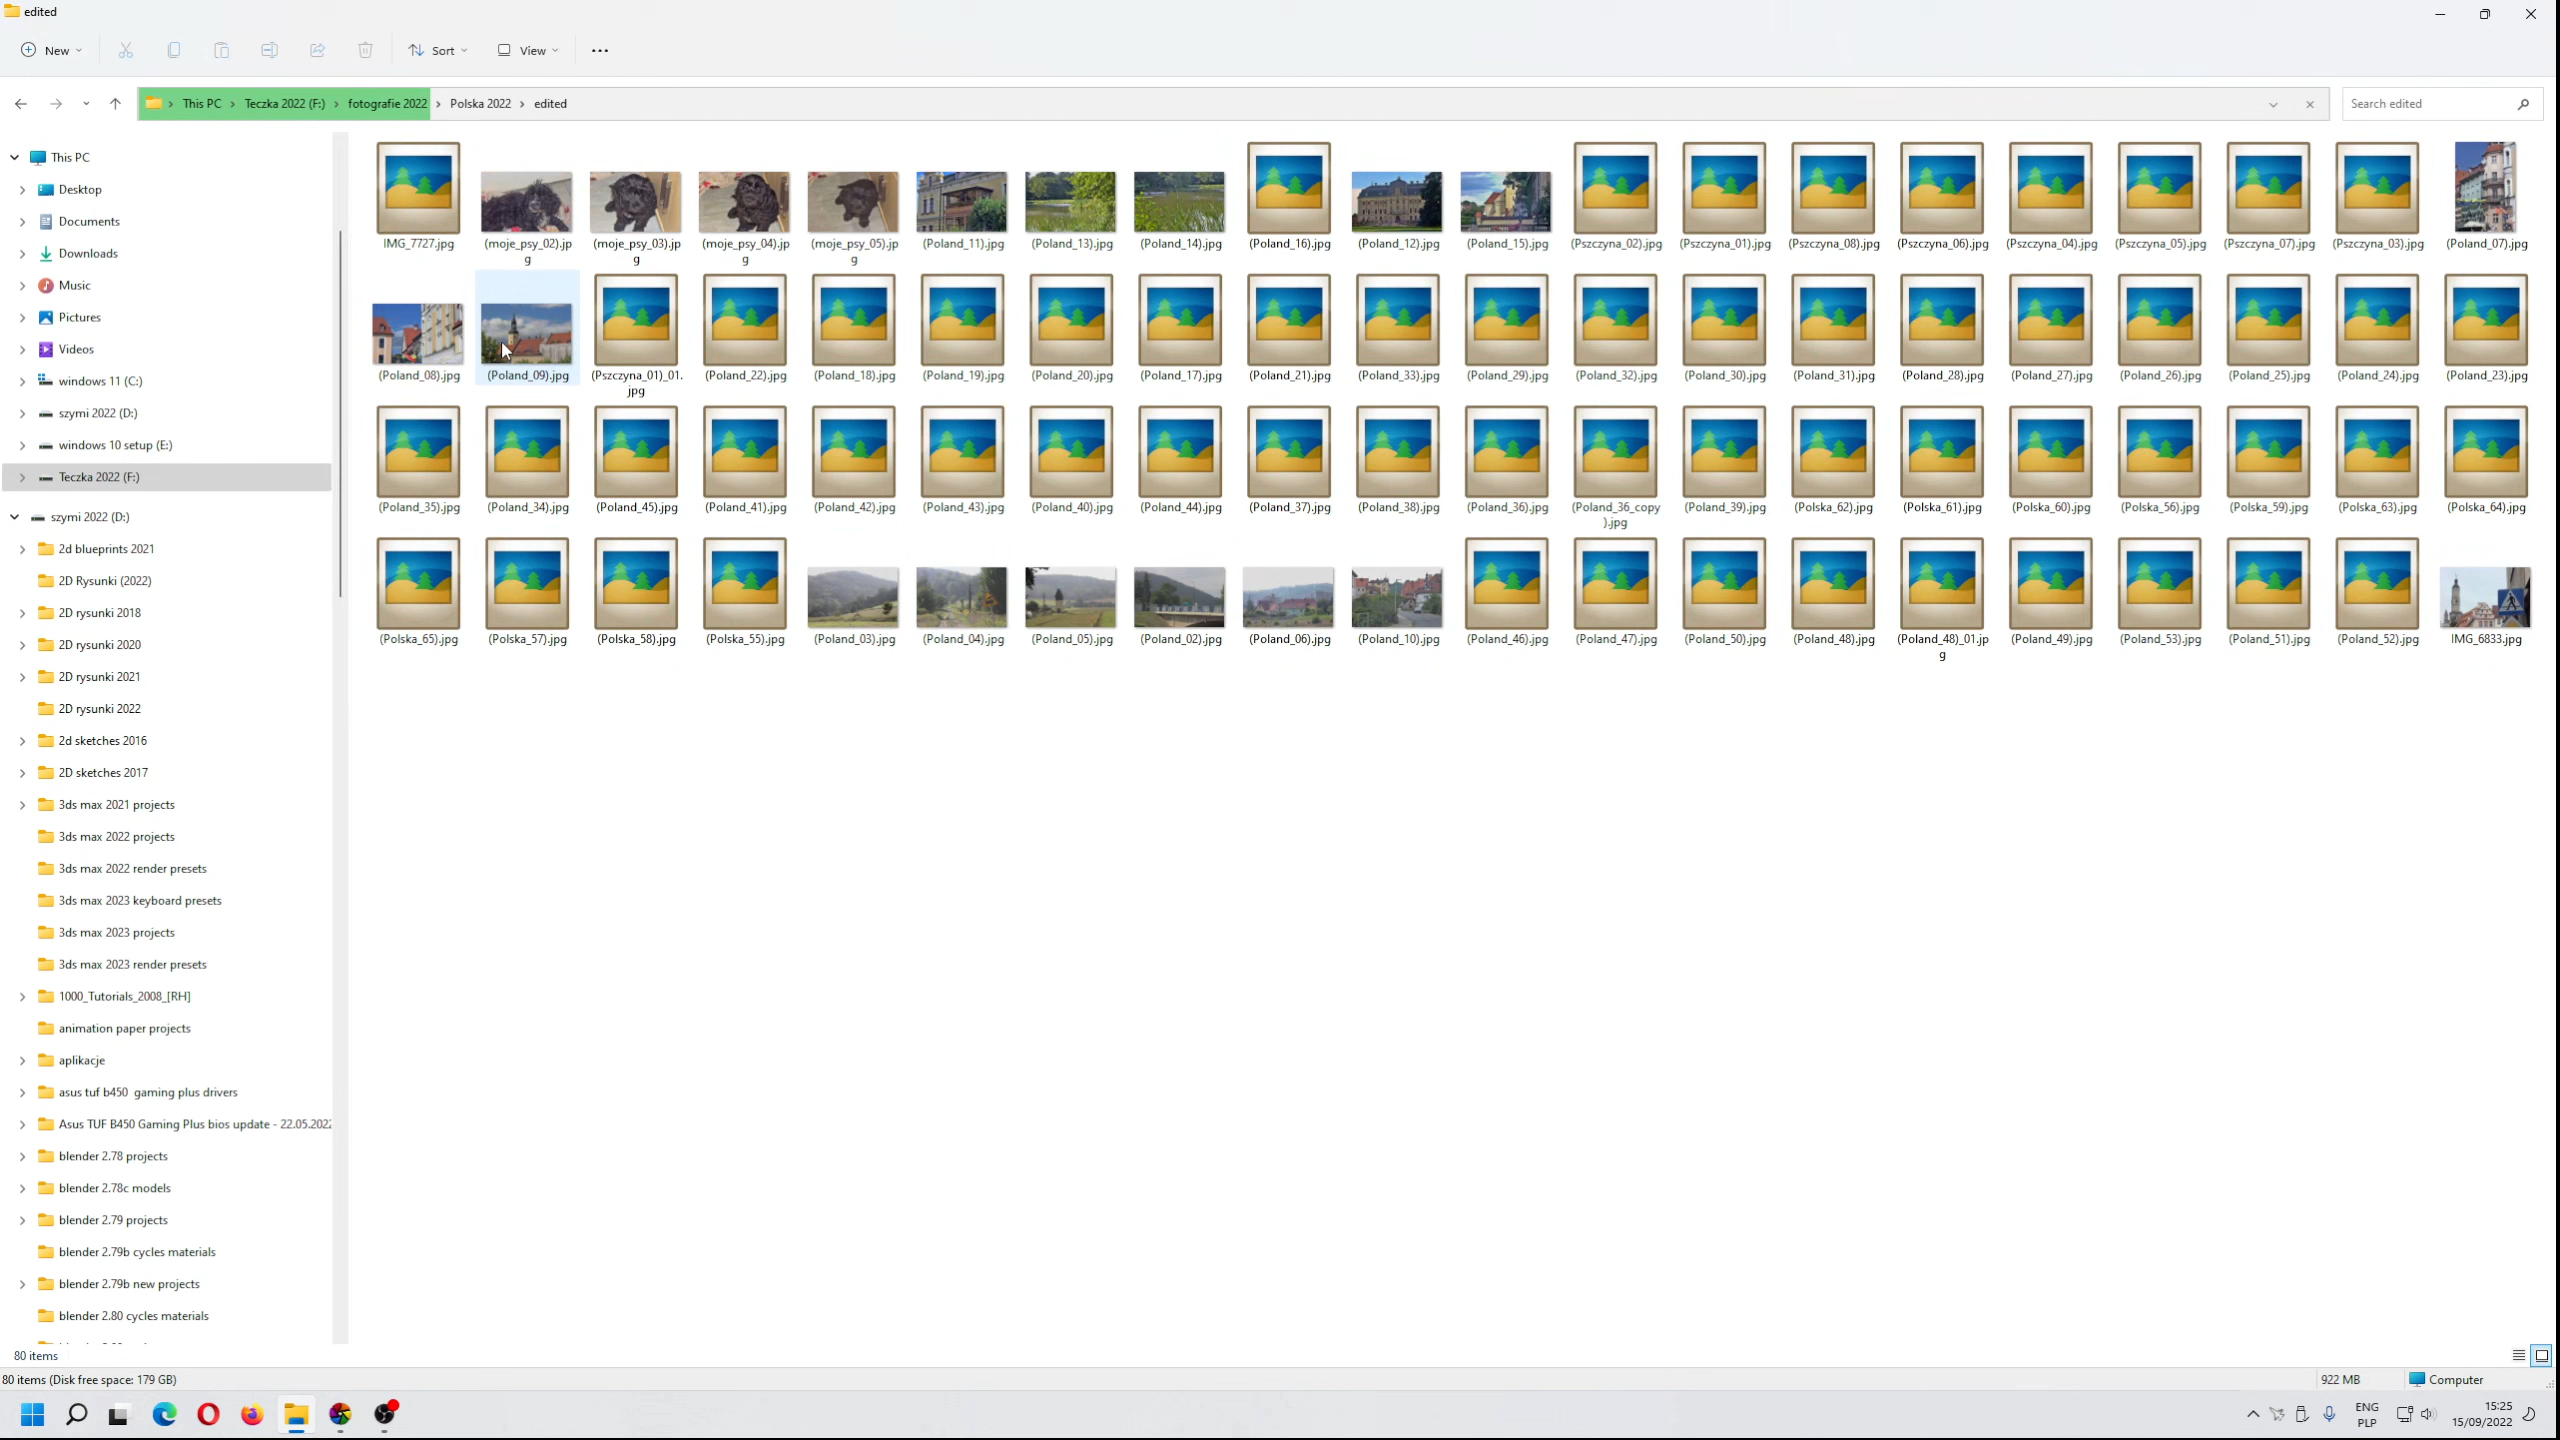 edited
New
Sort
View
This PC
Teczka 2022 (F:)
fotografie 2022
Polska 2022
edited
Search edited
This PC
Desktop
Documents
Downloads
Music
Pictures
Videos
windows 11 (C:)
szymi 2022 (D:)
windows 10 setup (E:)
Teczka 2022 (F:)
szymi 2022 (D:)
2d blueprints 2021
2D Rysunki (2022)
2D rysunki 2018
2D rysunki 2020
2D rysunki 2021
2D rysunki 2022
2d sketches 2016
2D sketches 2017
3ds max 2021 projects
3ds max 2022 projects
3ds max 2022 render presets
3ds max 2023 keyboard presets
3ds max 2023 projects
3ds max 2023 render presets
1000_Tutorials_2008_[RH]
animation paper projects
aplikacje
asus tuf b450 gaming plus drivers
Asus TUF B450 Gaming Plus bios update - 22.05.2022
blender 2.78 projects
blender 2.78c models
blender 2.79 projects
blender 2.79b cycles materials
blender 2.79b new projects
blender 2.80 cycles materials
IMG_7727.jpg
(moje_psy_02).jp
g
(moje_psy_03).jp
g
(moje_psy_04).jp
g
(moje_psy_05).jp
g
(Poland_11).jpg
(Poland_13).jpg
(Poland_14).jpg
(Poland_16).jpg
(Poland_12).jpg
(Poland_15).jpg
(Pszczyna_02).jpg
(Pszczyna_01).jpg
(Pszczyna_08).jpg
(Pszczyna_06).jpg
(Pszczyna_04).jpg
(Pszczyna_05).jpg
(Pszczyna_07).jpg
(Pszczyna_03).jpg
(Poland_07).jpg
(Poland_08).jpg
(Poland_09).jpg
(Pszczyna_01)_01.
jpg
(Poland_22).jpg
(Poland_18).jpg
(Poland_19).jpg
(Poland_20).jpg
(Poland_17).jpg
(Poland_21).jpg
(Poland_33).jpg
(Poland_29).jpg
(Poland_32).jpg
(Poland_30).jpg
(Poland_31).jpg
(Poland_28).jpg
(Poland_27).jpg
(Poland_26).jpg
(Poland_25).jpg
(Poland_24).jpg
(Poland_23).jpg
(Poland_35).jpg
(Poland_34).jpg
(Poland_45).jpg
(Poland_41).jpg
(Poland_42).jpg
(Poland_43).jpg
(Poland_40).jpg
(Poland_44).jpg
(Poland_37).jpg
(Poland_38).jpg
(Poland_36).jpg
(Poland_36_copy
).jpg
(Poland_39).jpg
(Polska_62).jpg
(Polska_61).jpg
(Polska_60).jpg
(Polska_56).jpg
(Polska_59).jpg
(Polska_63).jpg
(Polska_64).jpg
(Polska_65).jpg
(Polska_57).jpg
(Polska_58).jpg
(Polska_55).jpg
(Poland_03).jpg
(Poland_04).jpg
(Poland_05).jpg
(Poland_02).jpg
(Poland_06).jpg
(Poland_10).jpg
(Poland_46).jpg
(Poland_47).jpg
(Poland_50).jpg
(Poland_48).jpg
(Poland_48)_01.jp
g
(Poland_49).jpg
(Poland_53).jpg
(Poland_51).jpg
(Poland_52).jpg
IMG_6833.jpg
80 items
80 items (Disk free space: 179 GB)
922 MB
Computer
ENG
PLP
15:25
15/09/2022